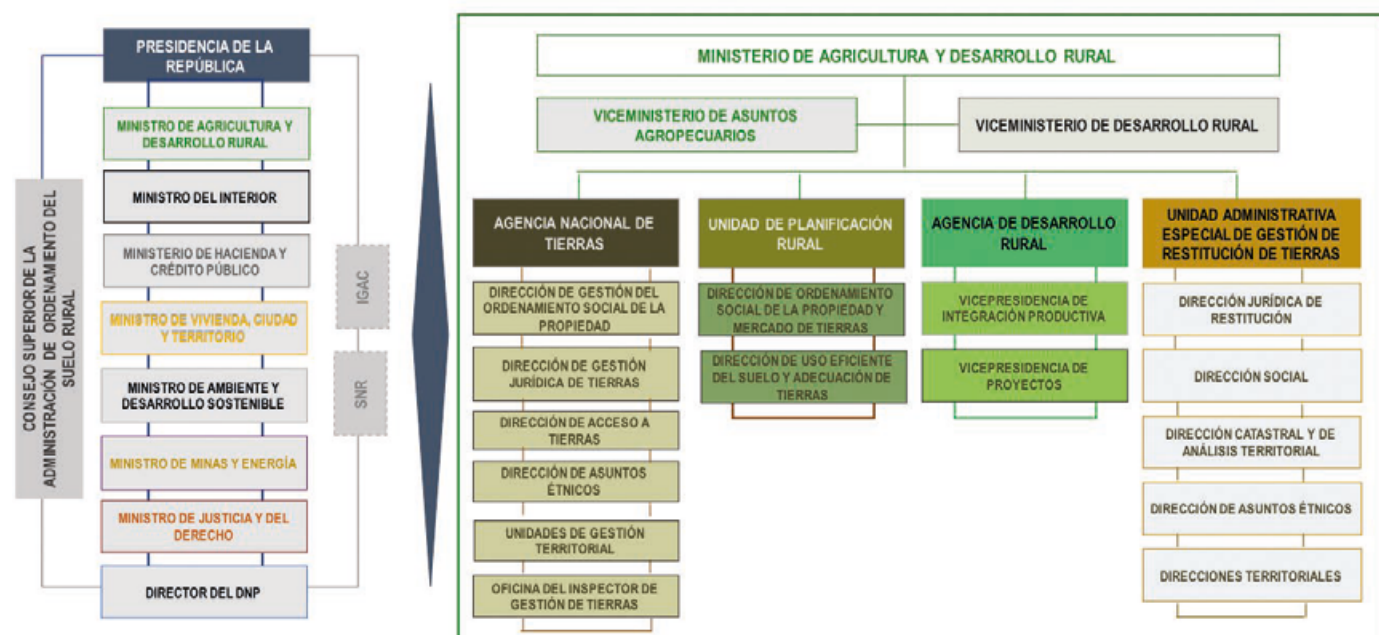 PRESIDENCIA DE LA
REPÚBLICA
MINISTRO DE AGRICULTURA Y
DESARROLLO RURAL
MINISTRO DEL INTERIOR
MINISTERIO DE HACIENDA Y
CRÉDITO PÚBLICO
MINISTRO DE VIVIENDA, CIUDAD
Y TERRITORIO
MINISTRO DE AMBIENTE Y
DESARROLLO SOSTENIBLE
MINISTRO DE MINAS Y ENERGÍA
MINISTRO DE JUSTICIA Y DEL
DERECHO
DIRECTOR DEL DNP
CONSEJO SUPERIOR DE LA
ADMINISTRACIÓN DE ORDENAMIENTO DEL
SUELO RURAL
IGAC
SNR
MINISTERIO DE AGRICULTURA Y DESARROLLO RURAL
VICEMINISTERIO DE ASUNTOS
AGROPECUARIOS
VICEMINISTERIO DE DESARROLLO RURAL
AGENCIA NACIONAL DE
TIERRAS
DIRECCIÓN DE GESTIÓN DEL
ORDENAMIENTO SOCIAL DE LA
PROPIEDAD
DIRECCIÓN DE GESTIÓN
JURÍDICA DE TIERRAS
DIRECCIÓN DE ACCESO A
TIERRAS
DIRECCIÓN DE ASUNTOS
ÉTNICOS
UNIDADES DE GESTIÓN
TERRITORIAL
OFICINA DEL INSPECTOR DE
GESTIÓN DE TIERRAS
UNIDAD DE PLANIFICACIÓN
RURAL
DIRECCIÓN DE ORDENAMIENTO
SOCIAL DE LA PROPIEDAD Y
MERCADO DE TIERRAS
DIRECCIÓN DE USO EFICIENTE
DEL SUELO Y ADECUACIÓN DE
TIERRAS
AGENCIA DE DESARROLLO
RURAL
VICEPRESIDENCIA DE
INTEGRACIÓN PRODUCTIVA
VICEPRESIDENCIA DE
PROYECTOS
UNIDAD ADMINISTRATIVA
ESPECIAL DE GESTIÓN DE
RESTITUCIÓN DE TIERRAS
DIRECCIÓN JURÍDICA DE
RESTITUCIÓN
DIRECCIÓN SOCIAL
DIRECCIÓN CATASTRAL Y DE
ANÁLISIS TERRITORIAL
DIRECCIÓN DE ASUNTOS ÉTNICOS
DIRECCIONES TERRITORIALES